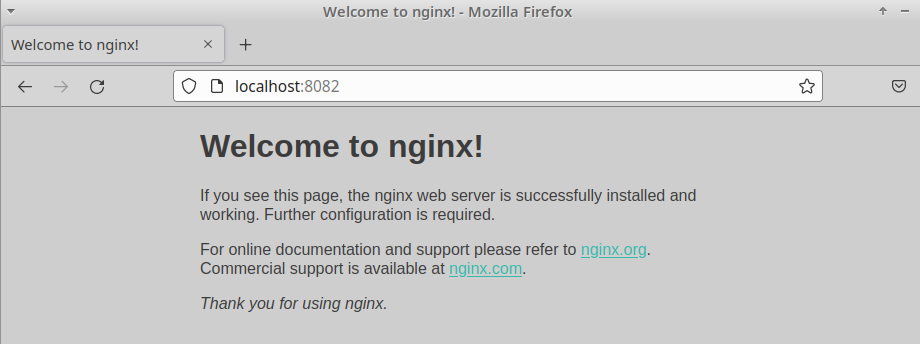 Welcome to nginx! - Mozilla Firefox
Welcome to nginx!
localhost:8082
Welcome to nginx!
If you see this page, the nginx web server is successfully installed and
working. Further configuration is required.
For online documentation and support please refer to nginx.org.
Commercial support is available at nginx.com.
Thank you for using nginx.